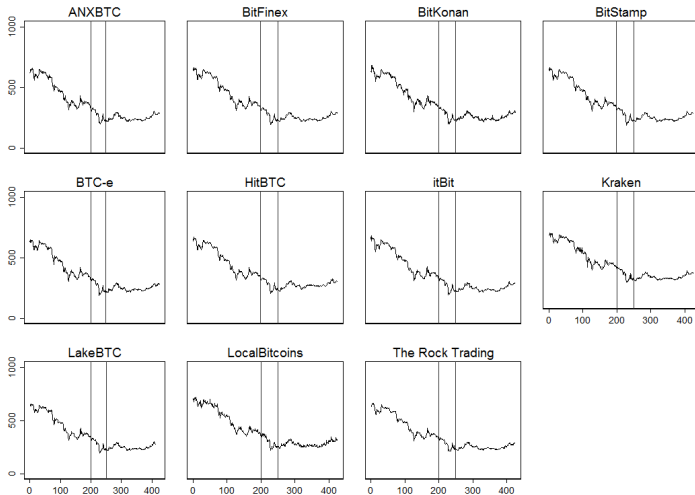 ANXBTC BitFinex BitKonan BitStamp
1000
500
0
BTC-e HitBTC itBit Kraken
1000
500
0
0 100 200 300 400
LakeBTC LocalBitcoins The Rock Trading
1000
500
0
0 100 200 300 400 0 100 200 300 400 0 100 200 300 400